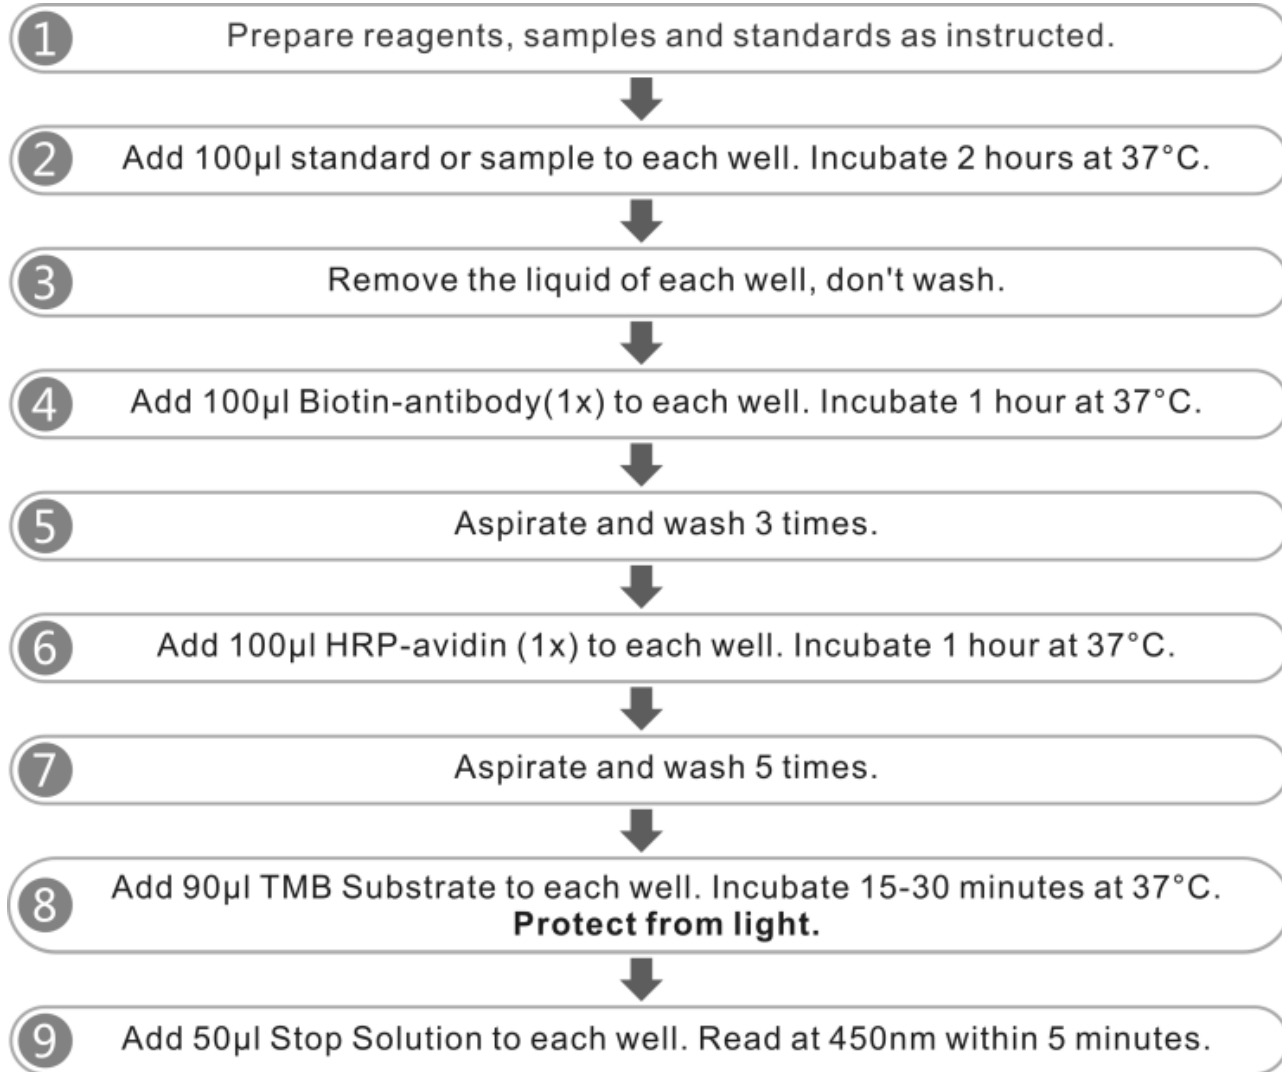 1 Prepare reagents, samples and standards as instructed.
2 Add 100µl standard or sample to each well. Incubate 2 hours at 37°C.
3 Remove the liquid of each well, don't wash.
4 Add 100µl Biotin-antibody(1x) to each well. Incubate 1 hour at 37°C.
5 Aspirate and wash 3 times.
6 Add 100µl HRP-avidin (1x) to each well. Incubate 1 hour at 37°C.
7 Aspirate and wash 5 times.
8 Add 90µl TMB Substrate to each well. Incubate 15-30 minutes at 37°C.
Protect from light.
9 Add 50µl Stop Solution to each well. Read at 450nm within 5 minutes.